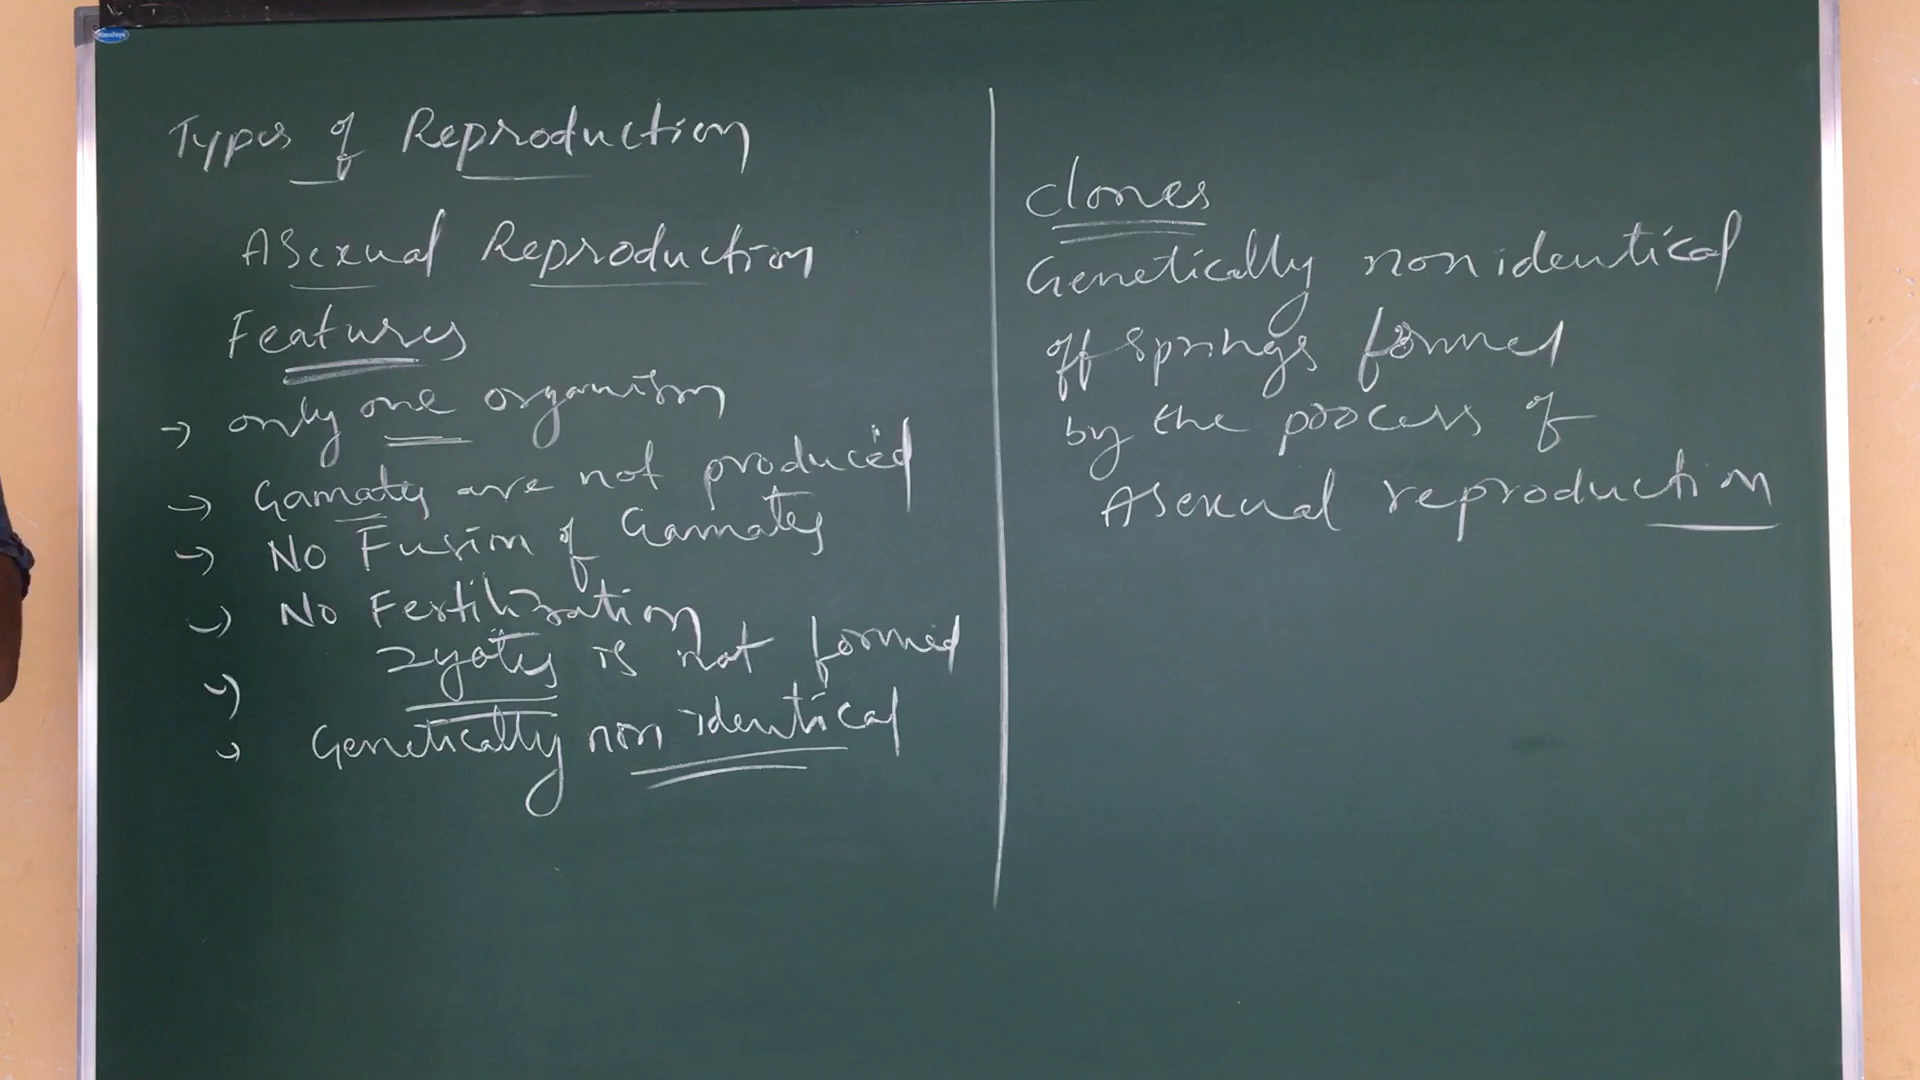 Types of Reproduction
Asexual Reproduction
Features
→ only one organism
→ Gamates are not produced
→ No Fusion of Gamates
→ No Fertilization
→ zyotes is not formed
→ Genetically non identical
clones
Genetically non identical
off springs formed
by the process of
Asexual reproduction